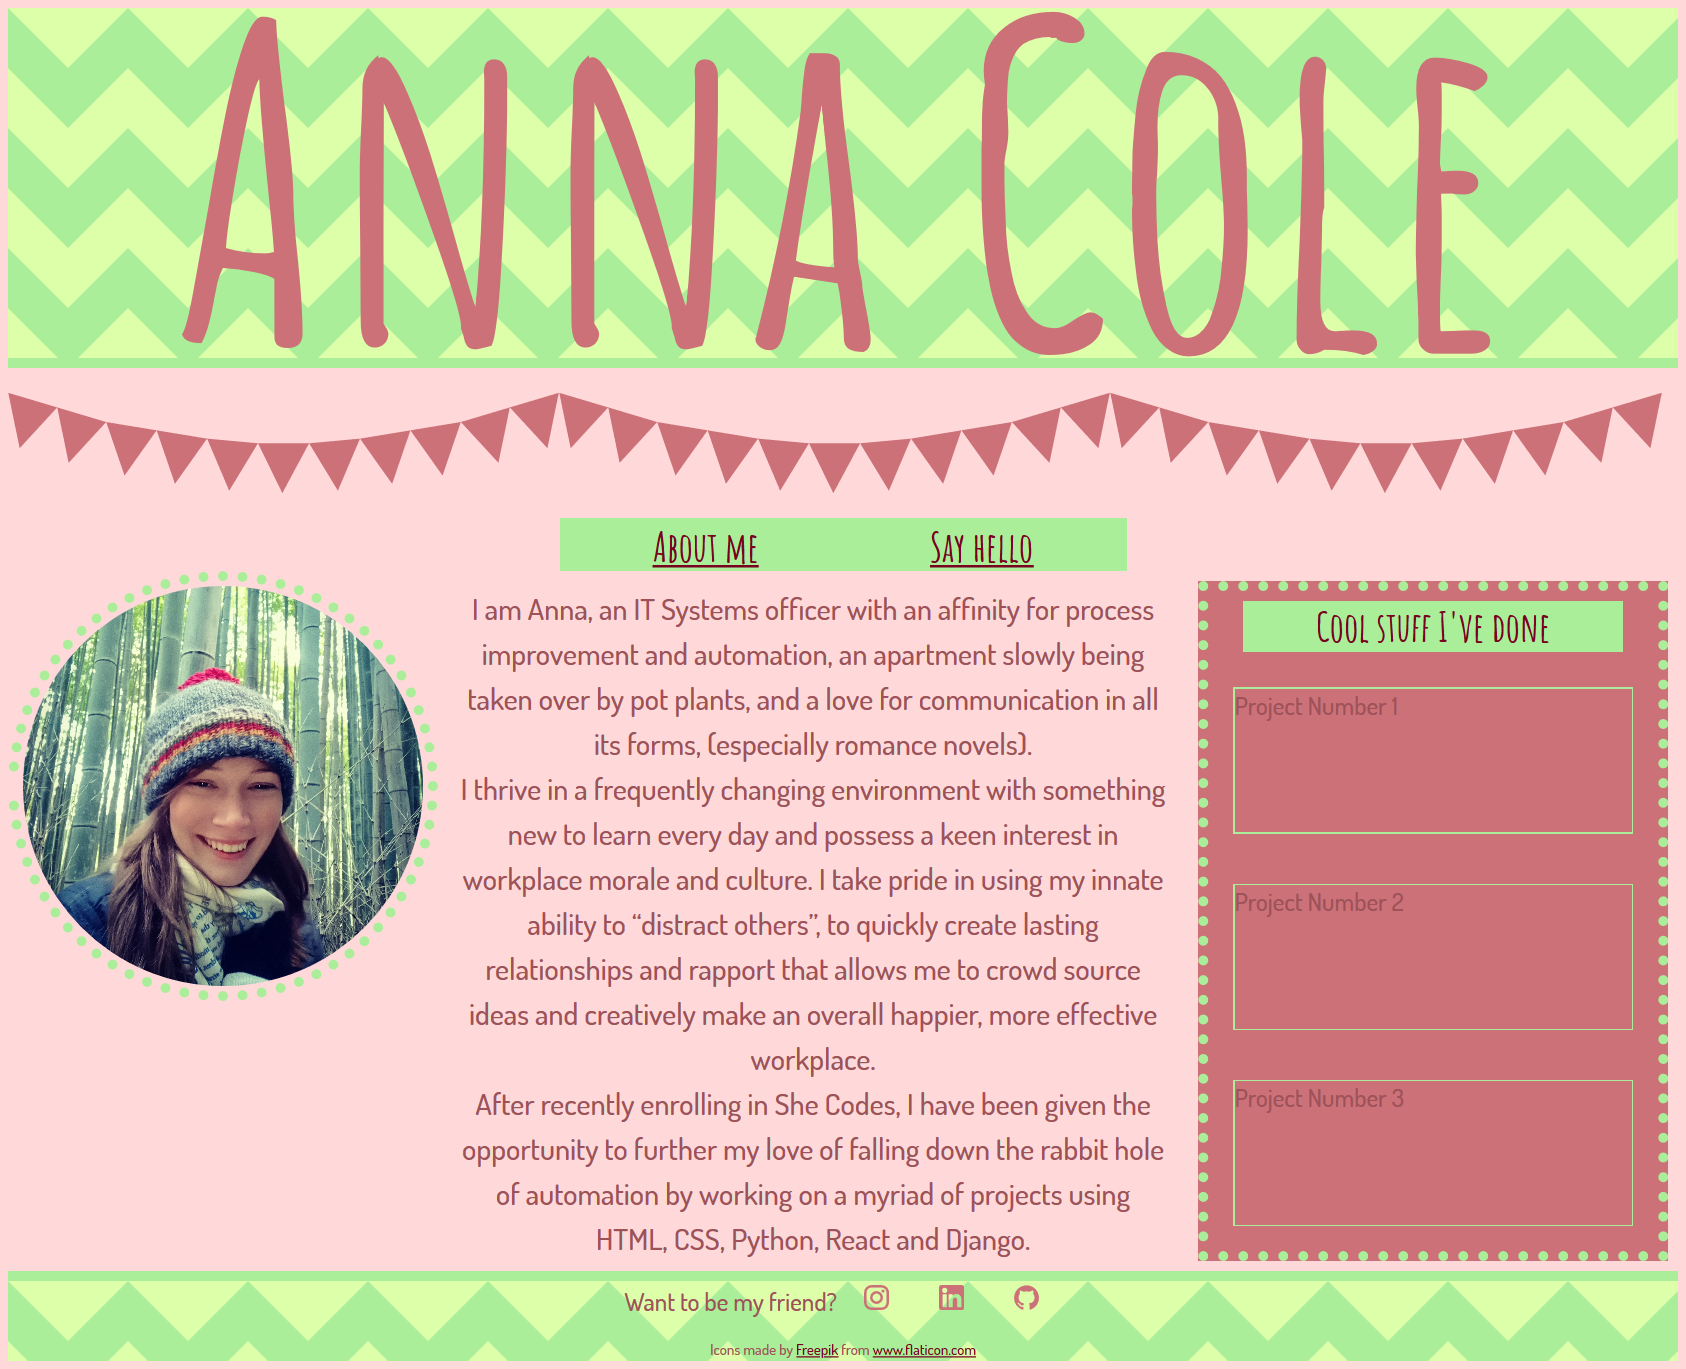 Anna Cole
About me
Say hello
I am Anna, an IT Systems officer with an affinity for process
improvement and automation, an apartment slowly being
taken over by pot plants, and a love for communication in all
its forms, (especially romance novels).
I thrive in a frequently changing environment with something
new to learn every day and possess a keen interest in
workplace morale and culture. I take pride in using my innate
ability to “distract others”, to quickly create lasting
relationships and rapport that allows me to crowd source
ideas and creatively make an overall happier, more effective
workplace.
After recently enrolling in She Codes, I have been given the
opportunity to further my love of falling down the rabbit hole
of automation by working on a myriad of projects using
HTML, CSS, Python, React and Django.
Cool stuff I've done
Project Number 1
Project Number 2
Project Number 3
Want to be my friend?
Icons made by Freepik from www.flaticon.com